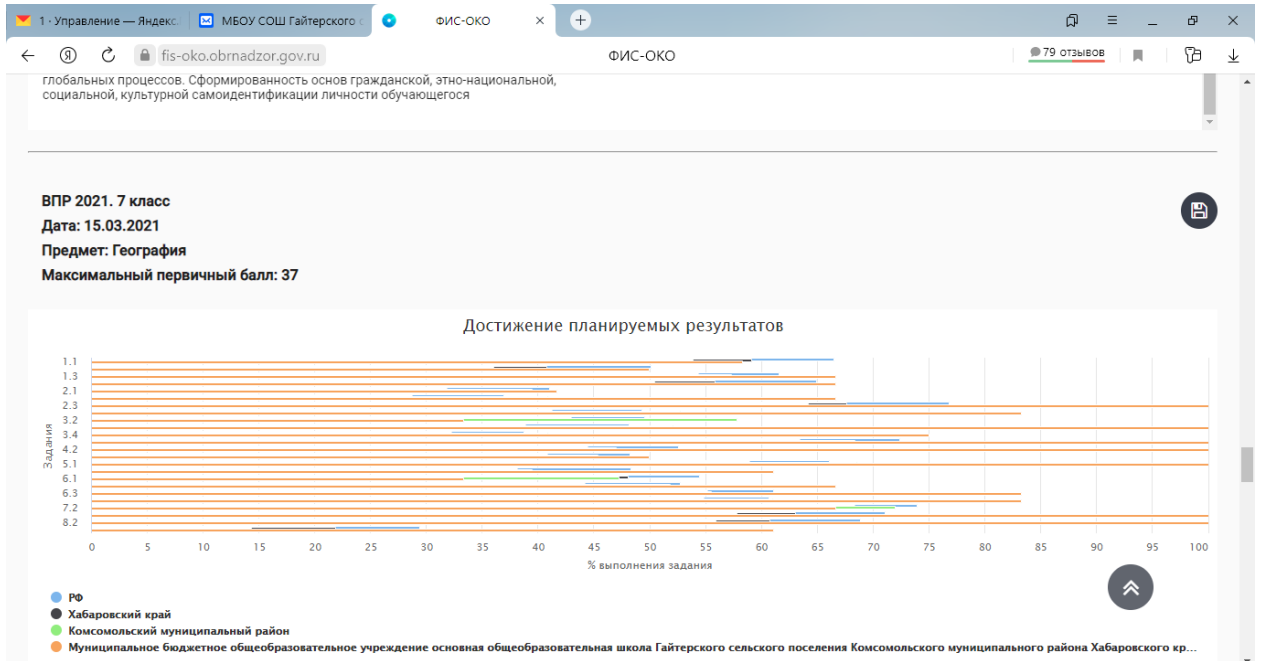 1 · Управление — Яндекс.
МБОУ СОШ Гайтерского с
ФИС-ОКО
fis-oko.obrnadzor.gov.ru
ФИС-ОКО
79 отзывов
глобальных процессов. Сформированность основ гражданской, этно-национальной,
социальной, культурной самоидентификации личности обучающегося
ВПР 2021. 7 класс
Дата: 15.03.2021
Предмет: География
Максимальный первичный балл: 37
Достижение планируемых результатов
Задания
1.1
1.3
2.1
2.3
3.2
3.4
4.2
5.1
6.1
6.3
7.2
8.2
0 5 10 15 20 25 30 35 40 45 50 55 60 65 70 75 80 85 90 95 100
% выполнения задания
РФ
Хабаровский край
Комсомольский муниципальный район
Муниципальное бюджетное общеобразовательное учреждение основная общеобразовательная школа Гайтерского сельского поселения Комсомольского муниципального района Хабаровского кр...